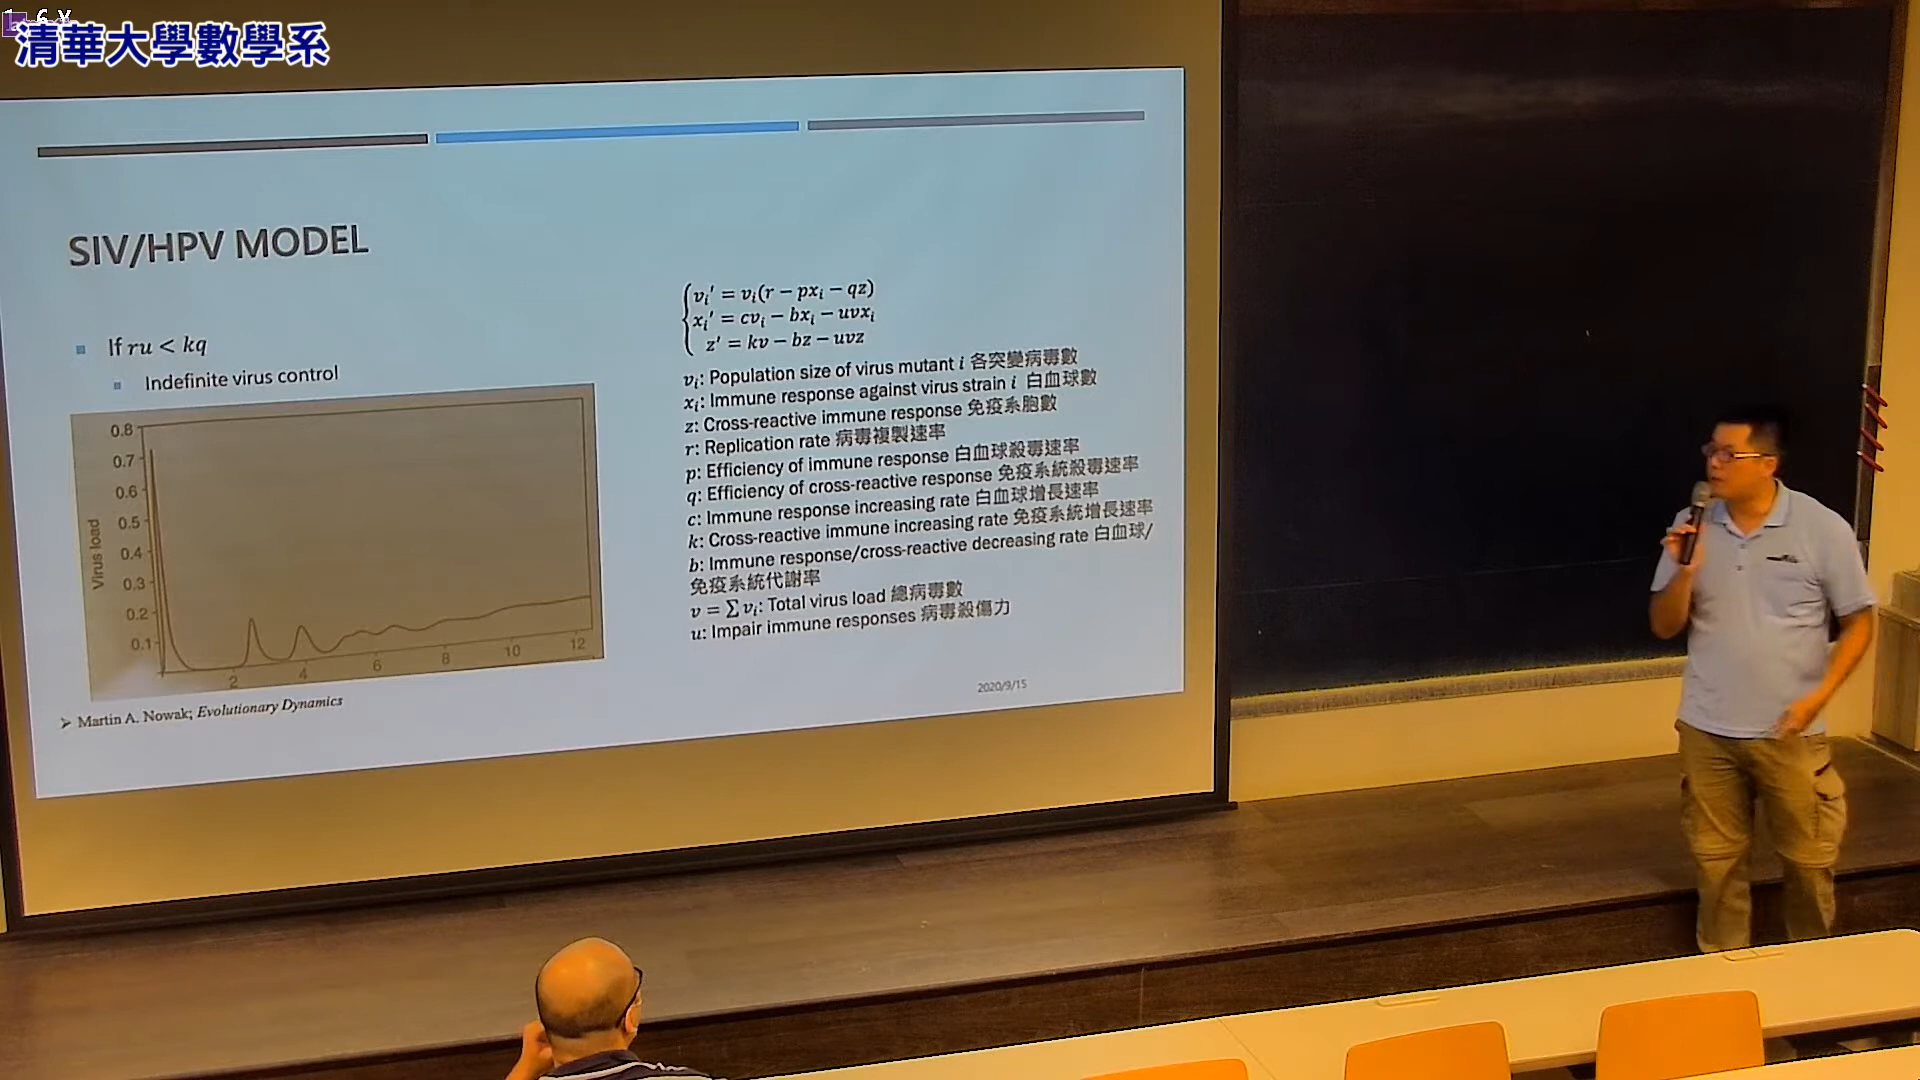 清華大學數學系
SIV/HPV MODEL
If ru < kq
Indefinite virus control
Virus load
0.8
0.7
0.6
0.5
0.4
0.3
0.2
0.1
2 4 6 8 10 12
Martin A. Nowak; Evolutionary Dynamics
vᵢ′ = vᵢ(r − pxᵢ − qz)
xᵢ′ = cvᵢ − bxᵢ − uvxᵢ
z′ = kv − bz − uvz
vᵢ: Population size of virus mutant i 各突變病毒數
xᵢ: Immune response against virus strain i 白血球數
z: Cross-reactive immune response 免疫系胞數
r: Replication rate 病毒複製速率
p: Efficiency of immune response 白血球殺毒速率
q: Efficiency of cross-reactive response 免疫系統殺毒速率
c: Immune response increasing rate 白血球增長速率
k: Cross-reactive immune increasing rate 免疫系統增長速率
b: Immune response/cross-reactive decreasing rate 白血球/
免疫系統代謝率
v = ∑ vᵢ: Total virus load 總病毒數
u: Impair immune responses 病毒殺傷力
2020/9/15